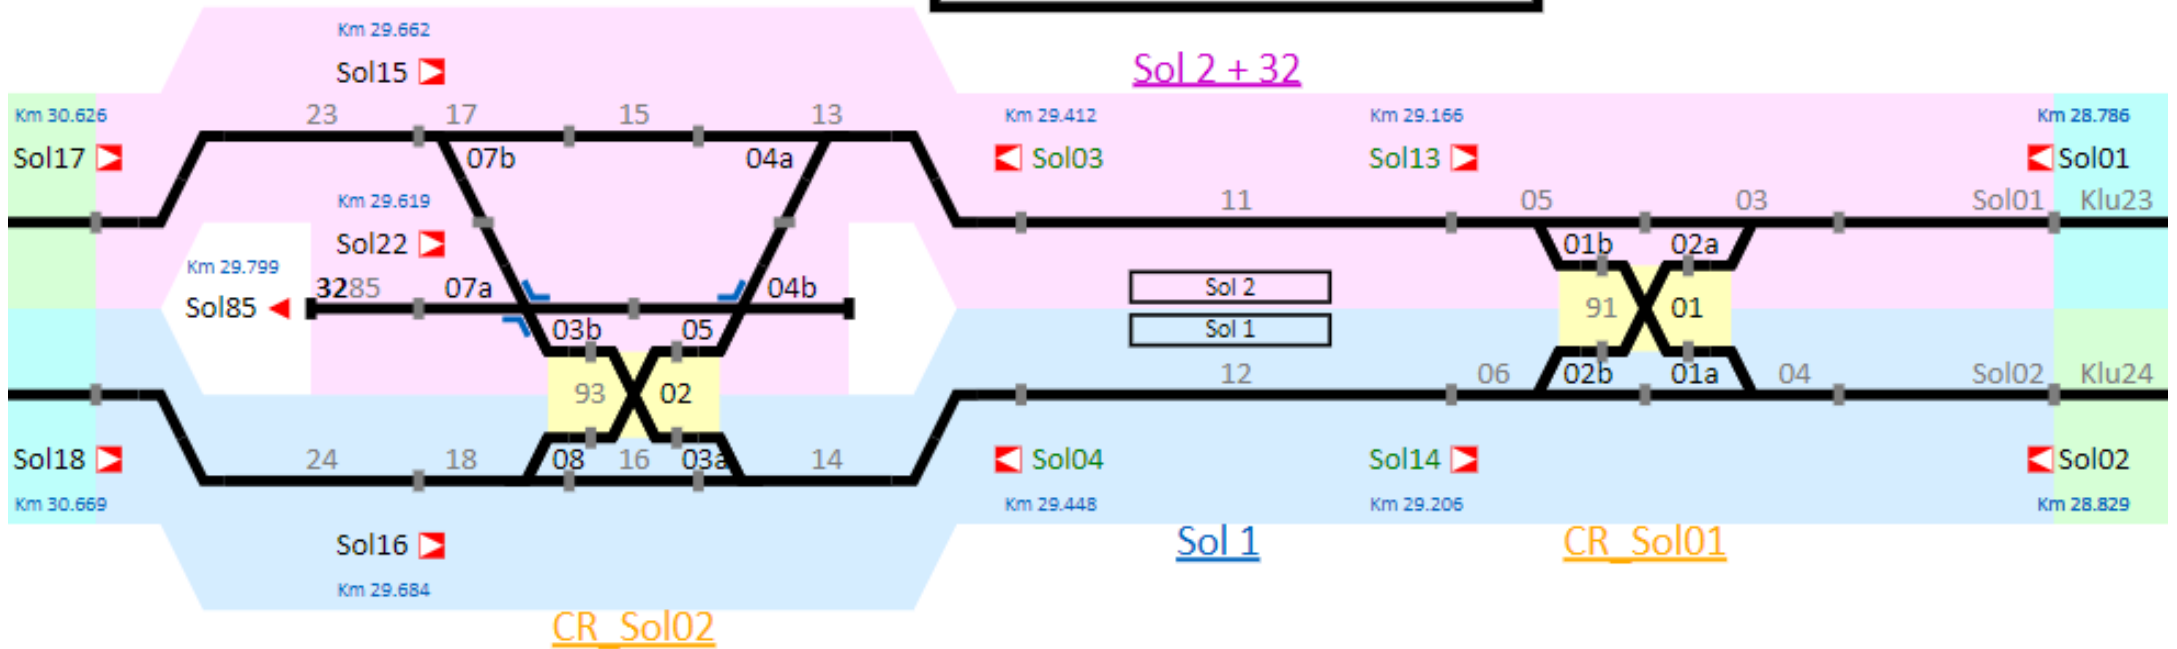 Km 29.662
Sol15
Sol 2 + 32
Km 30.626
23
17
15
13
Km 29.412
Km 29.166
Km 28.786
Sol17
07b
04a
Sol03
Sol13
Sol01
Km 29.619
11
05
03
Sol01
Klu23
Sol22
01b
02a
Km 29.799
Sol85
3285
07a
04b
Sol 2
91
01
03b
05
Sol 1
93
02
12
06
02b
01a
04
Sol02
Klu24
Sol18
24
18
08
16
03a
14
Sol04
Sol14
Sol02
Km 30.669
Km 29.448
Km 29.206
Km 28.829
Sol16
Sol 1
CR_Sol01
Km 29.684
CR_Sol02